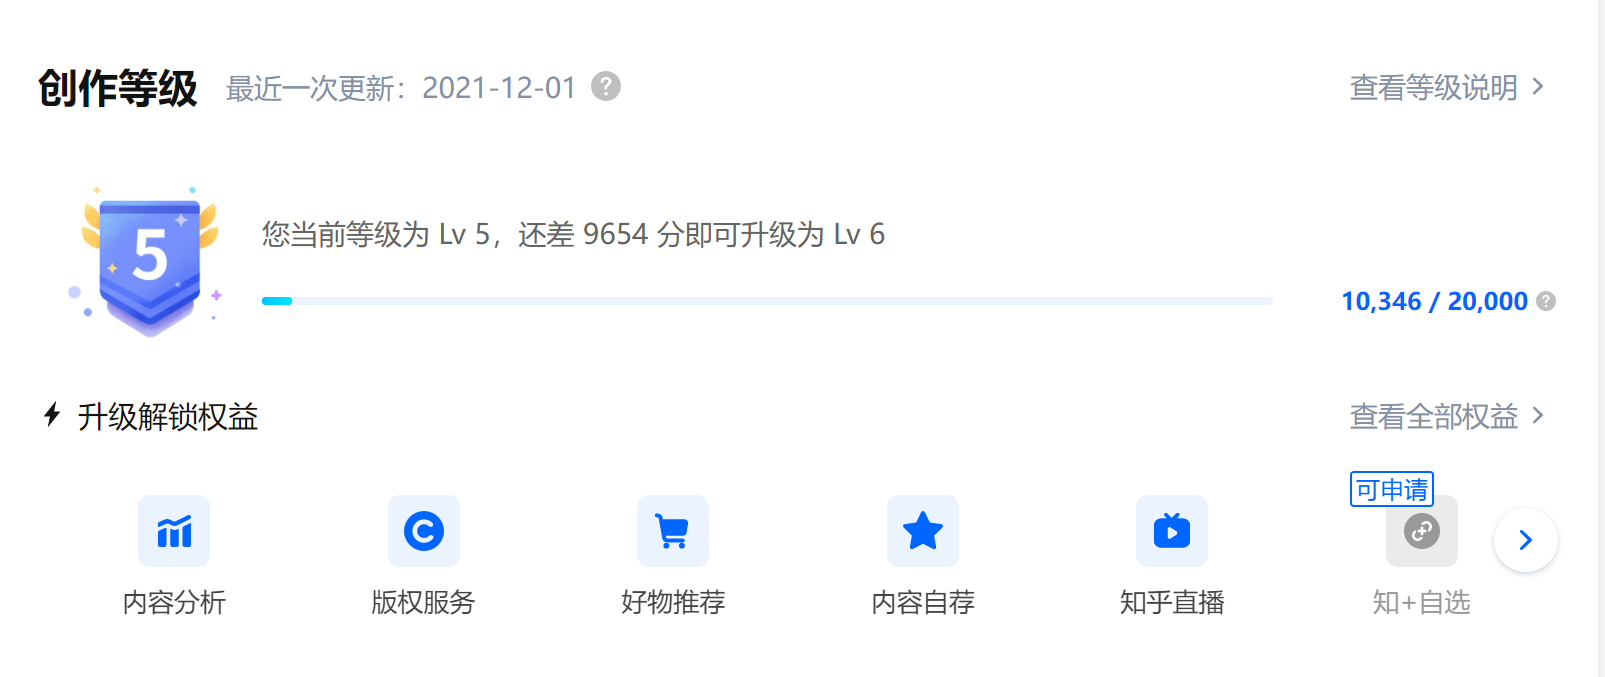 创作等级 最近一次更新：2021-12-01 ?
查看等级说明 >
5
您当前等级为 Lv 5，还差 9654 分即可升级为 Lv 6
10,346 / 20,000 ?
升级解锁权益
查看全部权益 >
可申请
内容分析 版权服务 好物推荐 内容自荐 知乎直播 知+自选